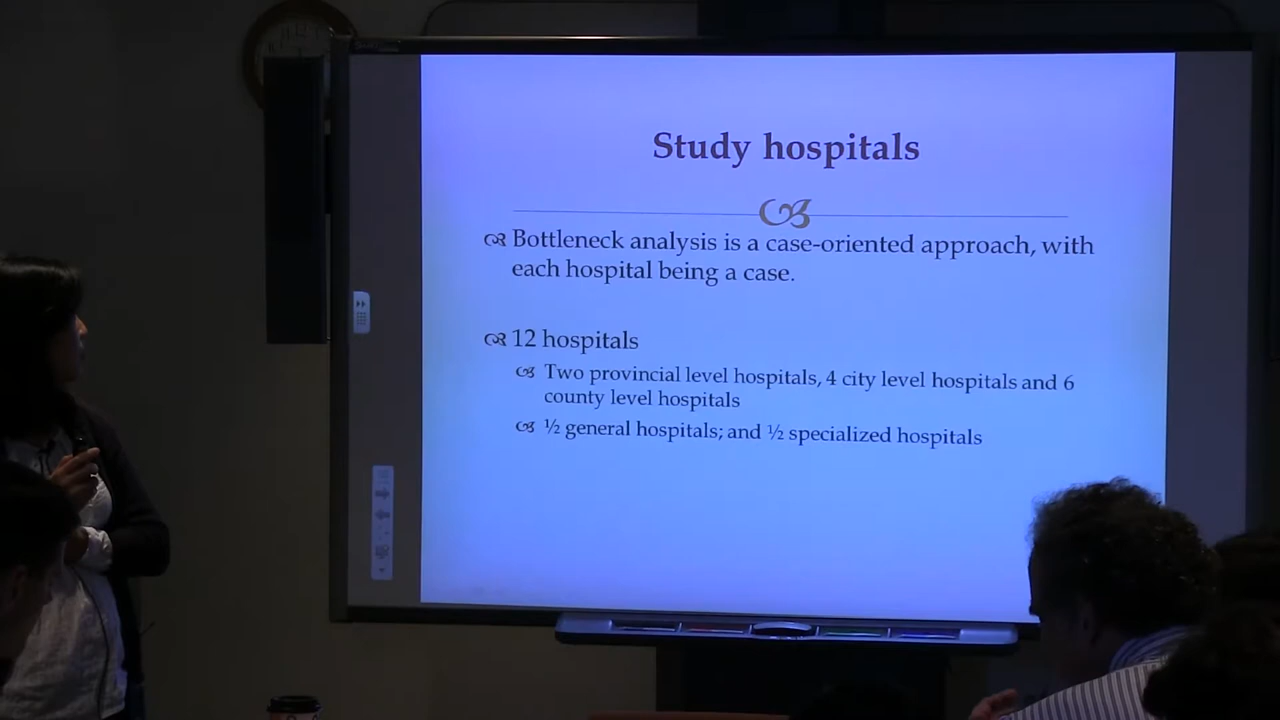 Study hospitals
Bottleneck analysis is a case-oriented approach, with
each hospital being a case.
12 hospitals
Two provincial level hospitals, 4 city level hospitals and 6
county level hospitals
½ general hospitals; and ½ specialized hospitals